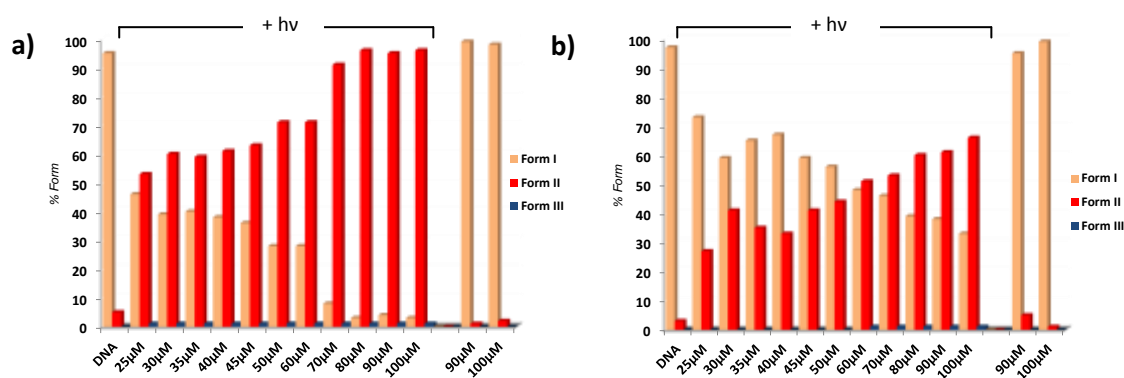 + hν
a)
% Form
100
90
80
70
60
50
40
30
20
10
0
DNA
25µM
30µM
35µM
40µM
45µM
50µM
60µM
70µM
80µM
90µM
100µM
90µM
100µM
Form I
Form II
Form III
+ hν
b)
% Form
100
90
80
70
60
50
40
30
20
10
0
DNA
25µM
30µM
35µM
40µM
45µM
50µM
60µM
70µM
80µM
90µM
100µM
90µM
100µM
Form I
Form II
Form III